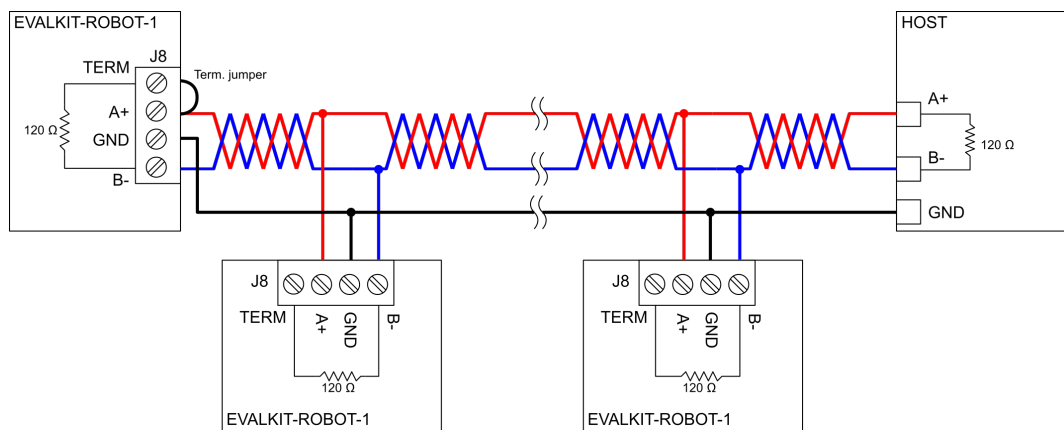 EVALKIT-ROBOT-1
HOST
J8
TERM
Term. jumper
A+
GND
B-
120 Ω
A+
B-
GND
120 Ω
J8
TERM
A+
GND
B-
120 Ω
EVALKIT-ROBOT-1
J8
TERM
A+
GND
B-
120 Ω
EVALKIT-ROBOT-1